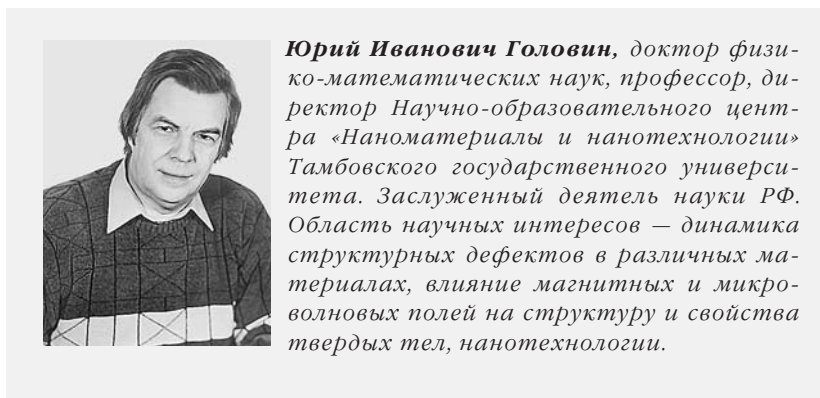 Юрий Иванович Головин, доктор физи-
ко-математических наук, профессор, ди-
ректор Научно-образовательного цент-
ра «Наноматериалы и нанотехнологии»
Тамбовского государственного универси-
тета. Заслуженный деятель науки РФ.
Область научных интересов — динамика
структурных дефектов в различных ма-
териалах, влияние магнитных и микро-
волновых полей на структуру и свойства
твердых тел, нанотехнологии.